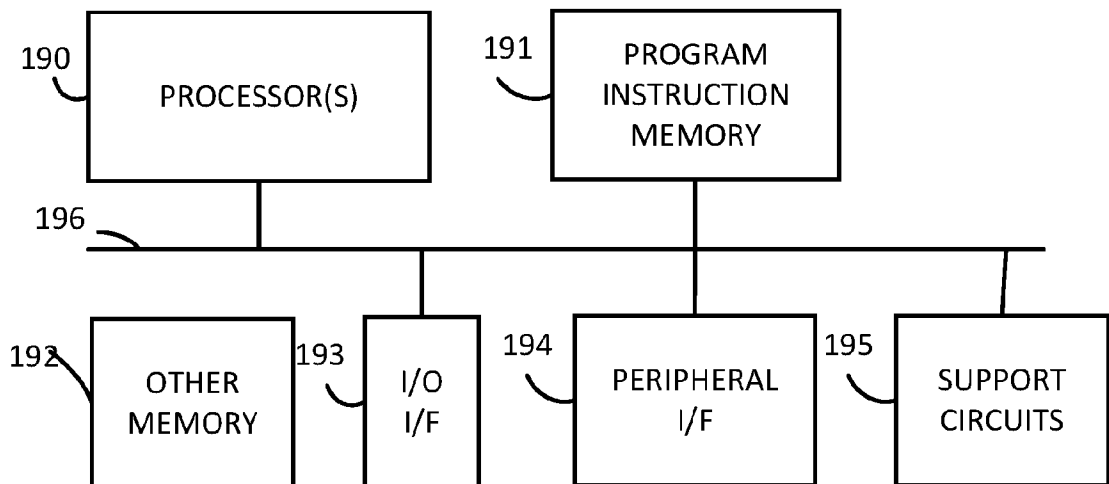 190
PROCESSOR(S)
191
PROGRAM
INSTRUCTION
MEMORY
196
192
OTHER
MEMORY
193
I/O
I/F
194
PERIPHERAL
I/F
195
SUPPORT
CIRCUITS